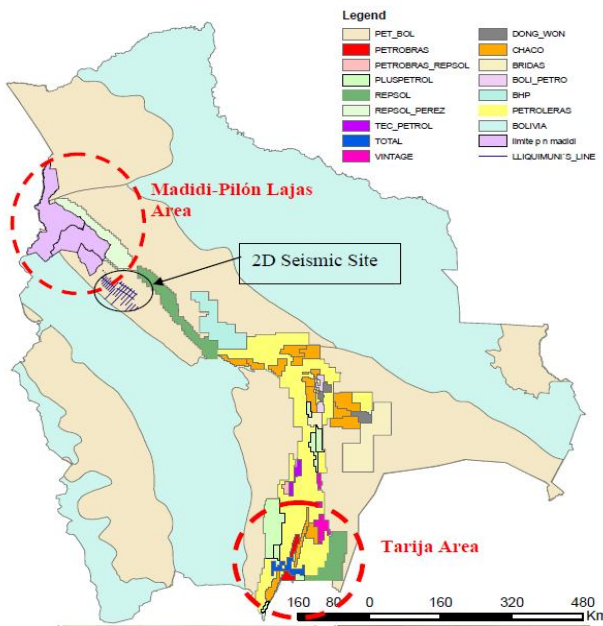 Legend
PET_BOL
PETROBRAS
PETROBRAS_REPSOL
PLUSPETROL
REPSOL
REPSOL_PEREZ
TEC_PETROL
TOTAL
VINTAGE
DONG_WON
CHACO
BRIDAS
BOLI_PETRO
BHP
PETROLERAS
BOLIVIA
limite p n madidi
LLIQUIMUNI`S_LINE
Madidi-Pilón Lajas
Area
2D Seismic Site
Tarija Area
160 80 0 160 320 480
Km